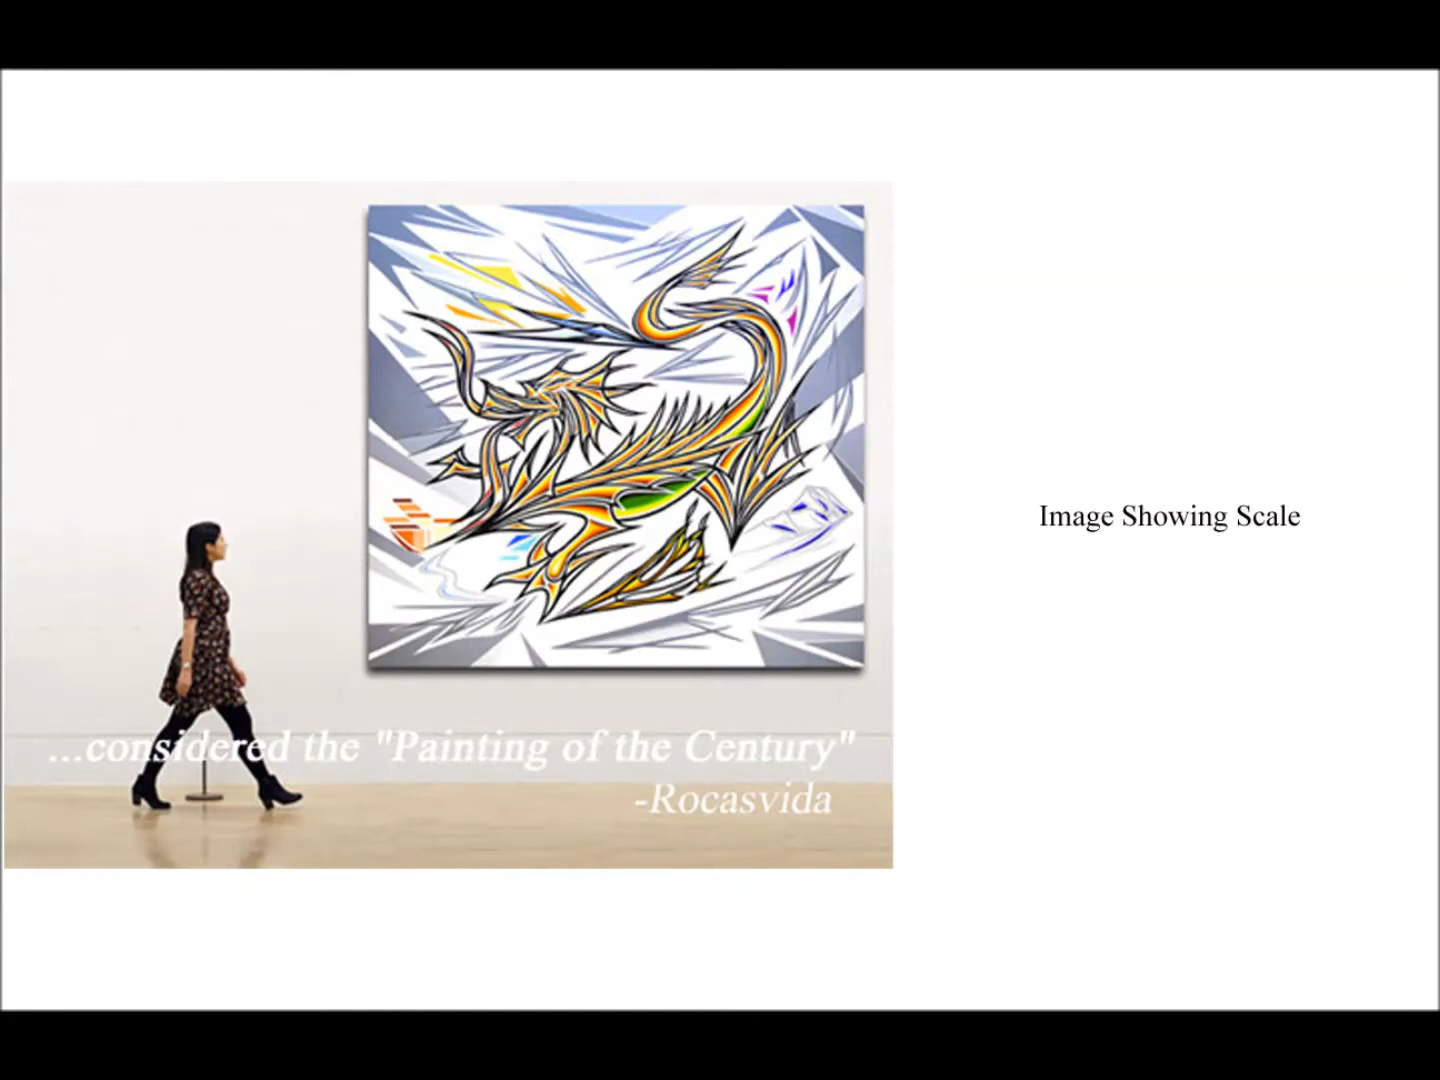 ...considered the "Painting of the Century"
-Rocasvida
Image Showing Scale